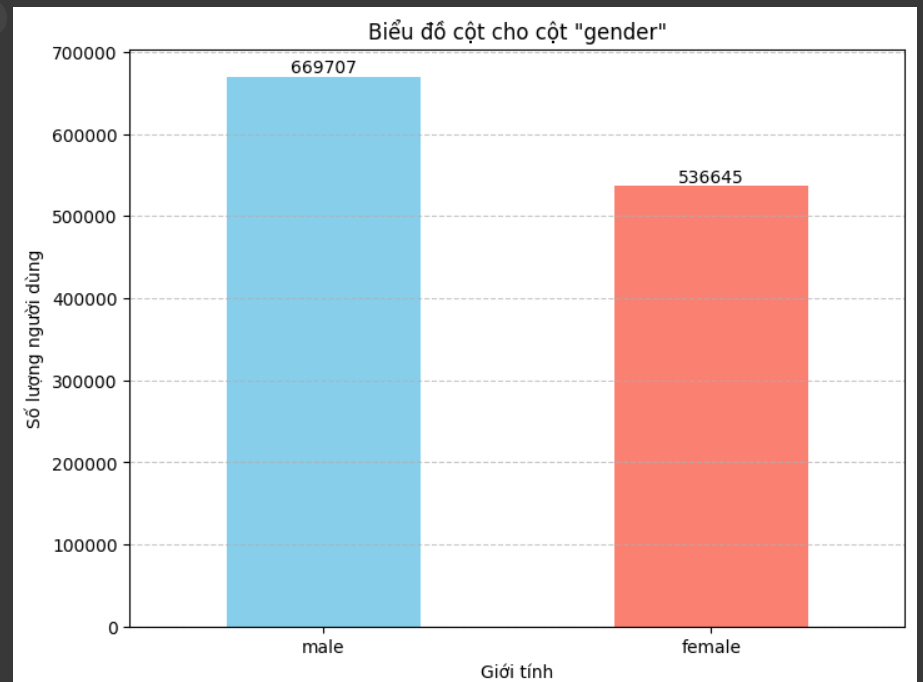 Biểu đồ cột cho cột "gender"
700000
669707
600000
536645
500000
400000
300000
200000
100000
0
Số lượng người dùng
male
female
Giới tính